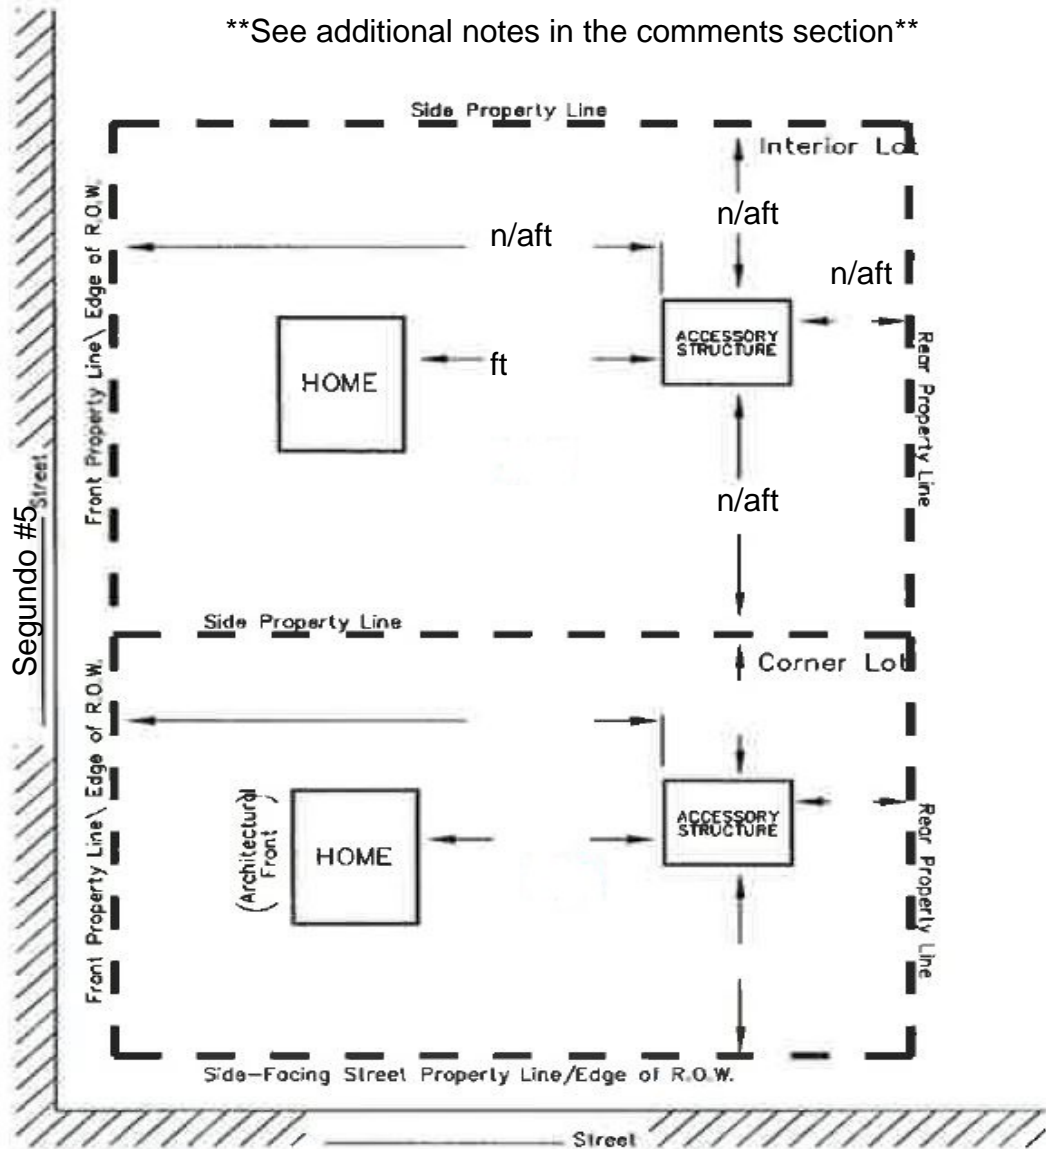 **See additional notes in the comments section**
Side Property Line
Interior Lot
Front Property Line\ Edge of R.O.W.
n/aft
n/aft
n/aft
ACCESSORY
STRUCTURE
HOME
ft
Rear Property Line
n/aft
Segundo #5
Street
Side Property Line
Corner Lot
Front Property Line\ Edge of R.O.W.
(Architectural
Front)
HOME
ACCESSORY
STRUCTURE
Rear Property Line
Side-Facing Street Property Line/Edge of R.O.W.
Street